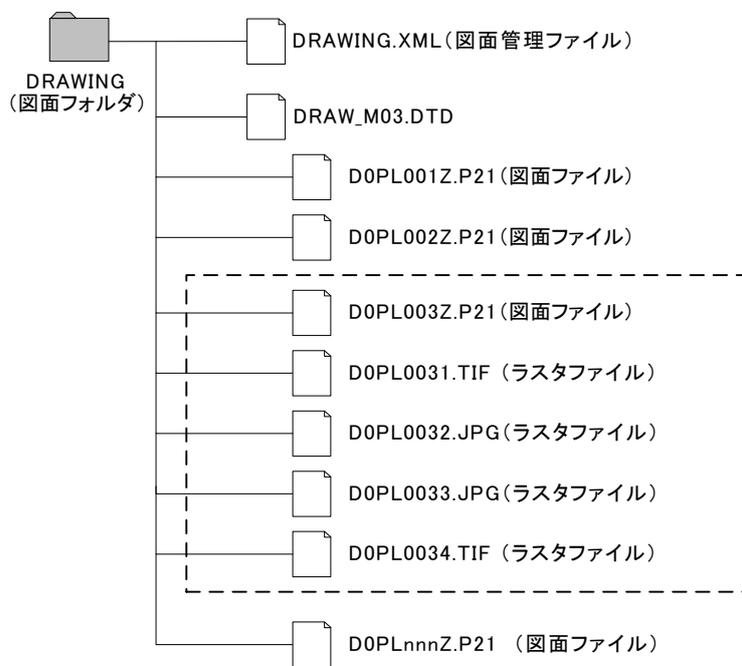 DRAWING
(図面フォルダ)
DRAWING.XML(図面管理ファイル)
DRAW_M03.DTD
D0PL001Z.P21(図面ファイル)
D0PL002Z.P21(図面ファイル)
D0PL003Z.P21(図面ファイル)
D0PL0031.TIF (ラスタファイル)
D0PL0032.JPG(ラスタファイル)
D0PL0033.JPG(ラスタファイル)
D0PL0034.TIF (ラスタファイル)
D0PLnnnZ.P21 (図面ファイル)